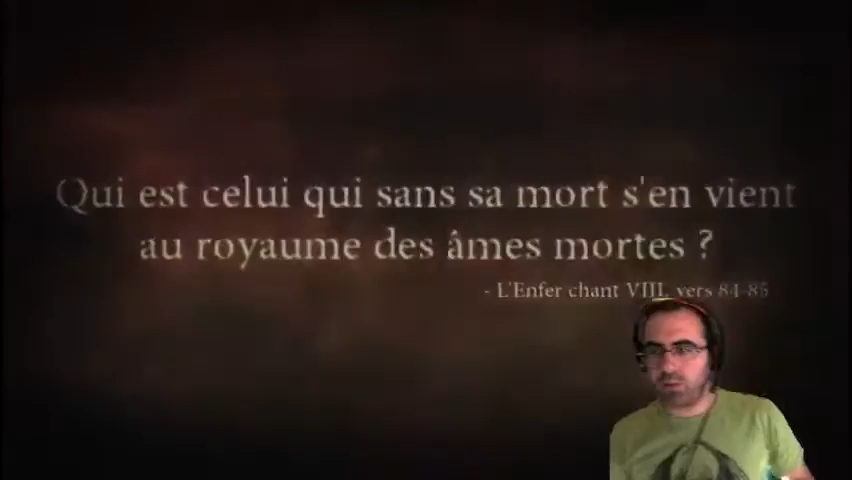 Qui est celui qui sans sa mort s'en vient
au royaume des âmes mortes ?
- L'Enfer chant VIII, vers 84-85